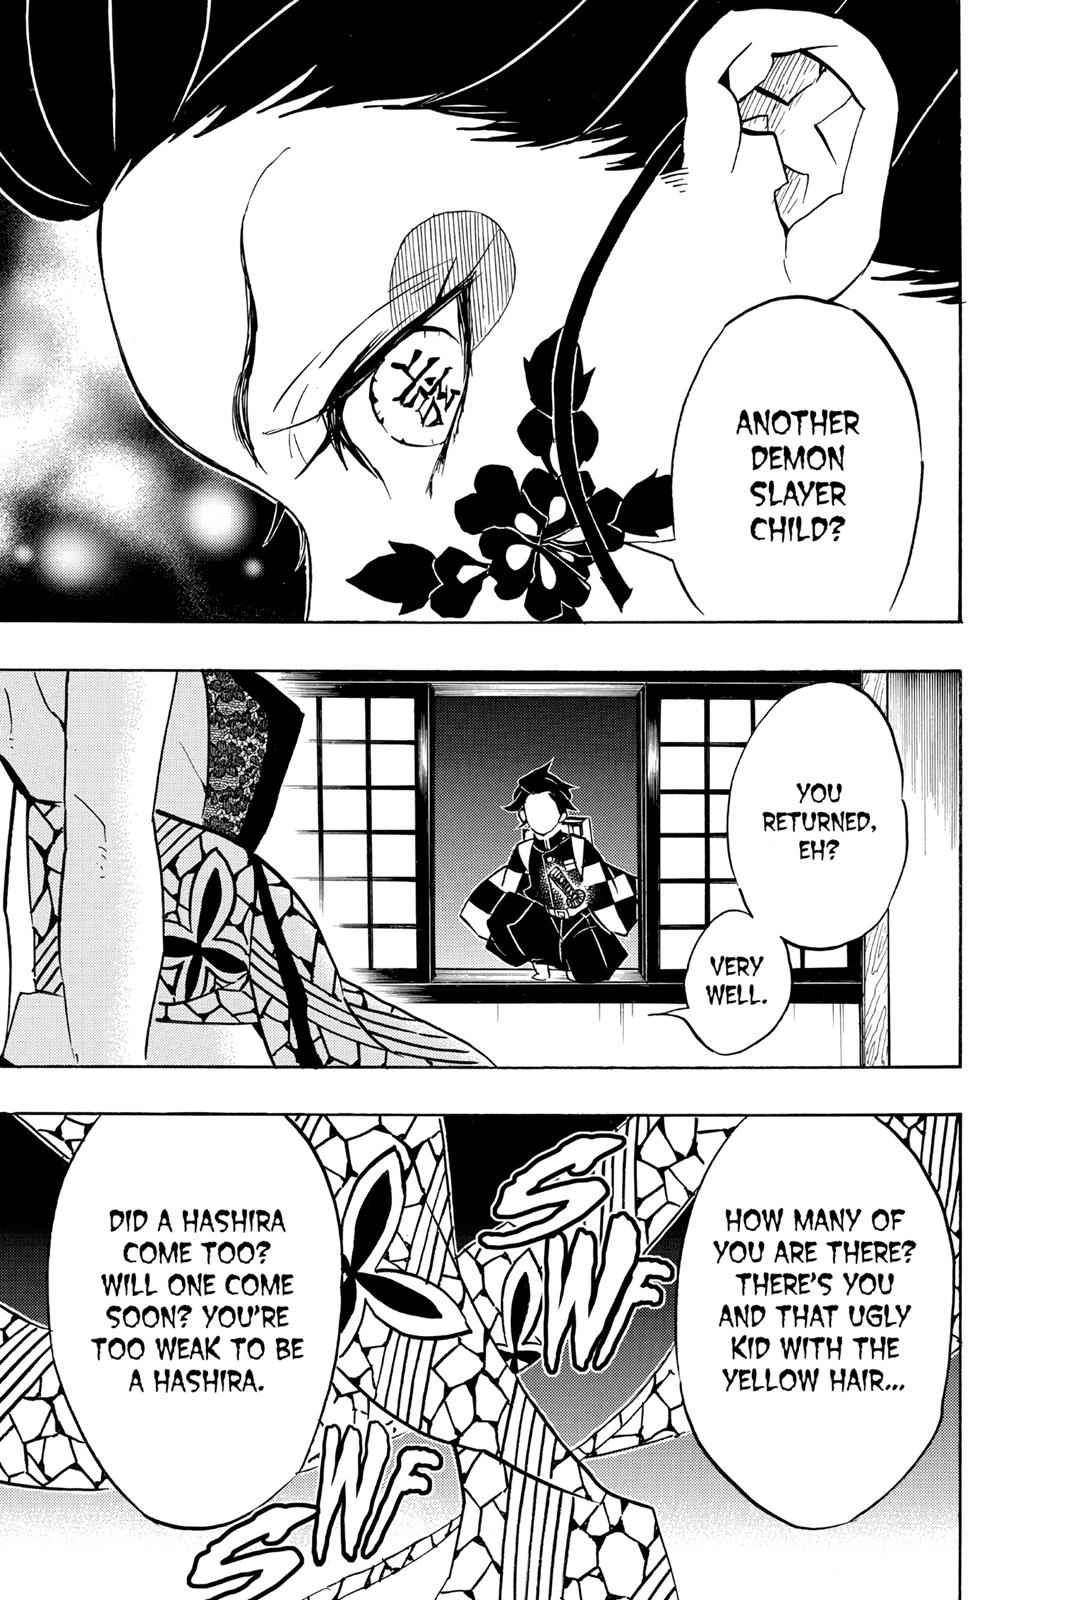 ANOTHER
DEMON
SLAYER
CHILD?
YOU
RETURNED,
EH?
VERY
WELL.
HOW MANY OF
YOU ARE THERE?
THERE'S YOU
AND THAT UGLY
KID WITH THE
YELLOW HAIR...
SWF
DID A HASHIRA
COME TOO?
WILL ONE COME
SOON? YOU'RE
TOO WEAK TO BE
A HASHIRA.
SWF